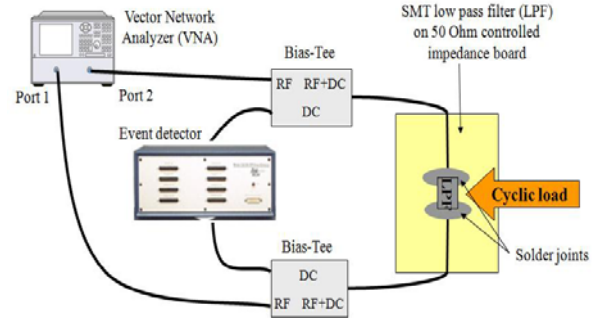 Vector Network
Analyzer (VNA)
SMT low pass filter (LPF)
on 50 Ohm controlled
impedance board
Bias-Tee
RF RF+DC
DC
Port 1
Port 2
Event detector
LPF
Cyclic load
Solder joints
Bias-Tee
DC
RF RF+DC